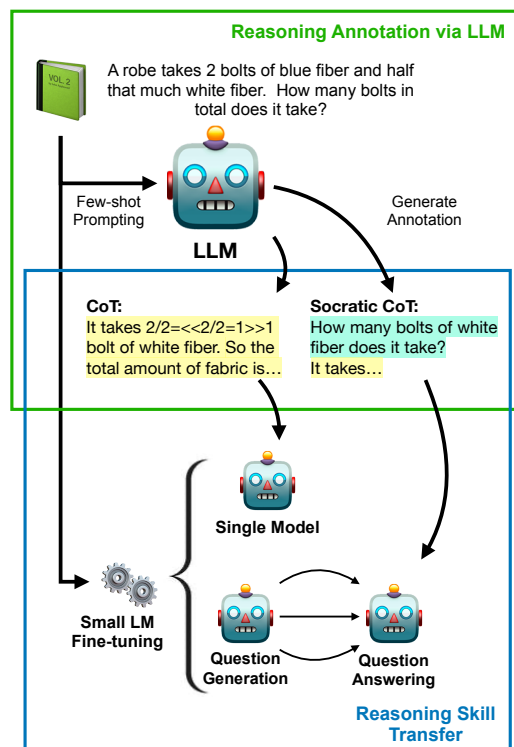 Reasoning Annotation via LLM
VOL. 2
A robe takes 2 bolts of blue fiber and half
that much white fiber. How many bolts in
total does it take?
Few-shot
Prompting
LLM
Generate
Annotation
CoT:
It takes 2/2=<<2/2=1>>1
bolt of white fiber. So the
total amount of fabric is…
Socratic CoT:
How many bolts of white
fiber does it take?
It takes…
Single Model
Small LM
Fine-tuning
Question
Generation
Question
Answering
Reasoning Skill
Transfer